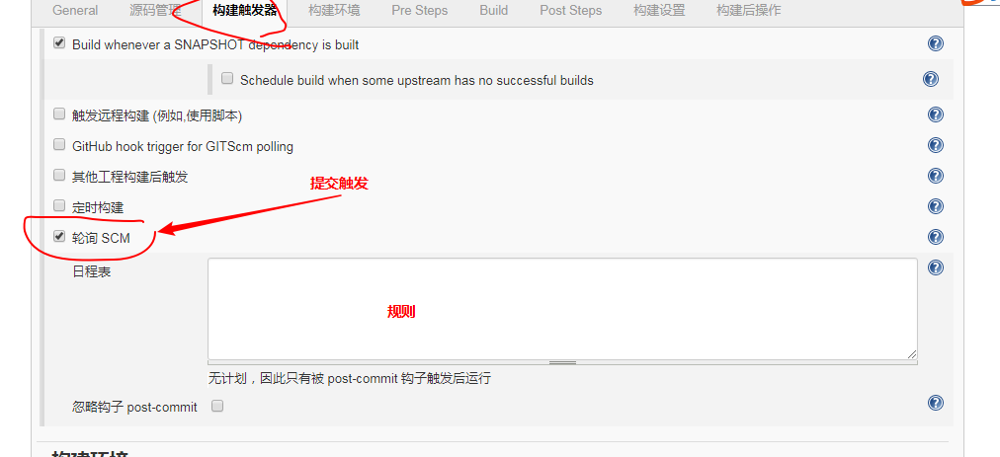 General 源码管理 构建触发器 构建环境 Pre Steps Build Post Steps 构建设置 构建后操作
Build whenever a SNAPSHOT dependency is built
Schedule build when some upstream has no successful builds
触发远程构建 (例如,使用脚本)
GitHub hook trigger for GITScm polling
其他工程构建后触发
提交触发
定时构建
轮询 SCM
日程表
规则
无计划，因此只有被 post-commit 钩子触发后运行
忽略钩子 post-commit
构建环境